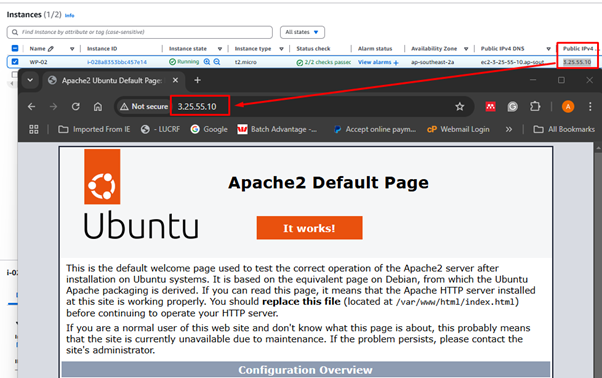 Instances (1/2) Info
Find Instance by attribute or tag (case-sensitive)
All states
Name Instance ID Instance state Instance type Status check Alarm status Availability Zone Public IPv4 DNS Public IPv4 ...
WP-02 i-028a8353bbc457e14 Running t2.micro 2/2 checks passed View alarms + ap-southeast-2a ec2-3-25-55-10.ap-sout... 3.25.55.10
Apache2 Ubuntu Default Page:
Not secure 3.25.55.10
A
Imported From IE - LUCRF Google Batch Advantage -... Accept online paym... cP Webmail Login » All Bookmarks
Apache2 Default Page
Ubuntu
It works!
This is the default welcome page used to test the correct operation of the Apache2 server after
installation on Ubuntu systems. It is based on the equivalent page on Debian, from which the Ubuntu
Apache packaging is derived. If you can read this page, it means that the Apache HTTP server installed
at this site is working properly. You should replace this file (located at /var/www/html/index.html)
before continuing to operate your HTTP server.
If you are a normal user of this web site and don't know what this page is about, this probably means
that the site is currently unavailable due to maintenance. If the problem persists, please contact the
site's administrator.
Configuration Overview
i-02